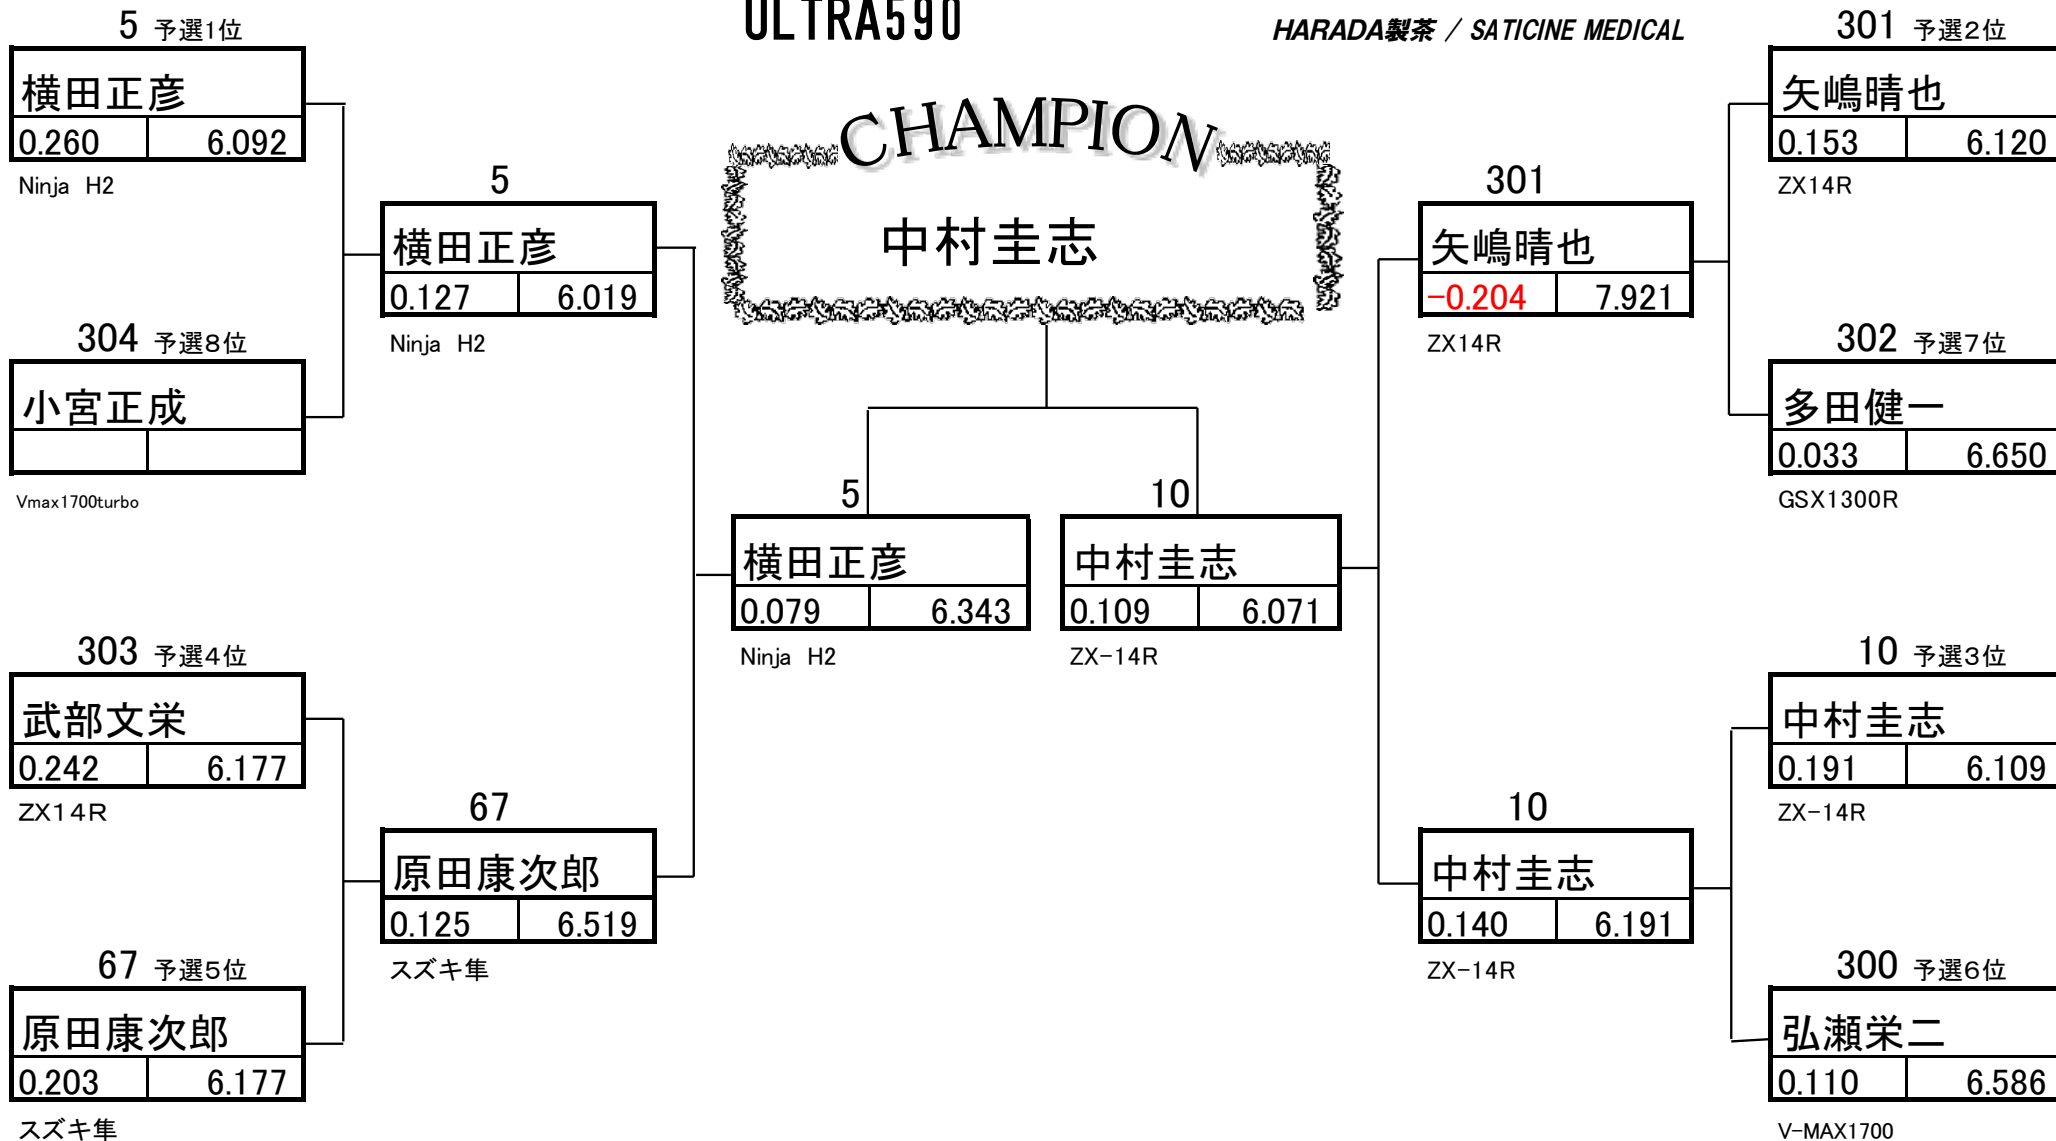 ULTRA590
HARADA製茶 / SATICINE MEDICAL
CHAMPION
中村圭志
5 予選1位
横田正彦
0.260 6.092
Ninja H2
304 予選8位
小宮正成
Vmax1700turbo
303 予選4位
武部文栄
0.242 6.177
ZX14R
67 予選5位
原田康次郎
0.203 6.177
スズキ隼
5
横田正彦
0.127 6.019
Ninja H2
67
原田康次郎
0.125 6.519
スズキ隼
5
横田正彦
0.079 6.343
Ninja H2
10
中村圭志
0.109 6.071
ZX-14R
301
矢嶋晴也
-0.204 7.921
ZX14R
10
中村圭志
0.140 6.191
ZX-14R
301 予選2位
矢嶋晴也
0.153 6.120
ZX14R
302 予選7位
多田健一
0.033 6.650
GSX1300R
10 予選3位
中村圭志
0.191 6.109
ZX-14R
300 予選6位
弘瀬栄二
0.110 6.586
V-MAX1700